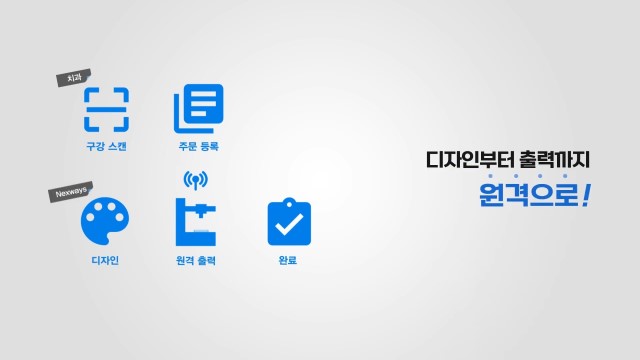 치과
구강 스캔
주문 등록
Nexways
디자인
원격 출력
완료
디자인부터 출력까지
원격으로!